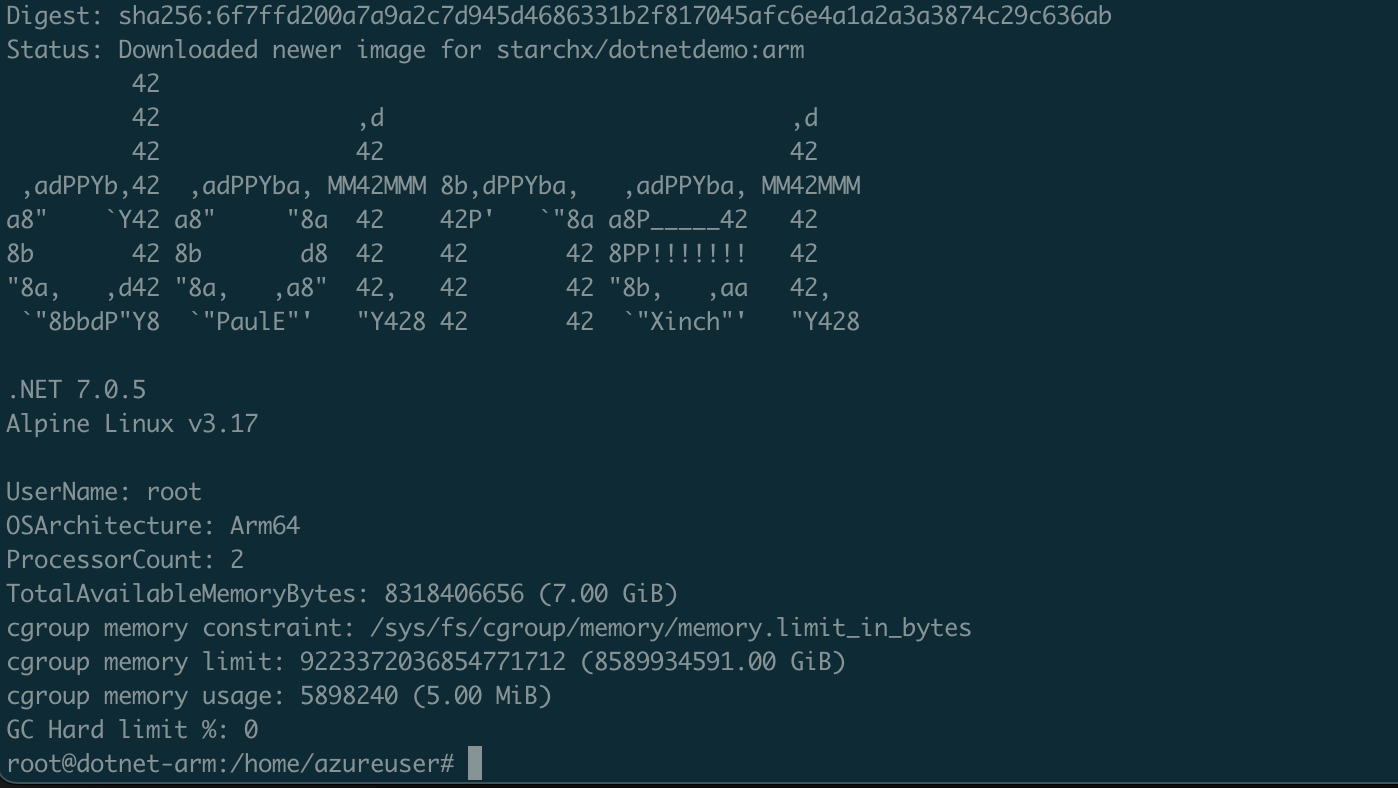 Digest: sha256:6f7ffd200a7a9a2c7d945d4686331b2f817045afc6e4a1a2a3a3874c29c636ab
Status: Downloaded newer image for starchx/dotnetdemo:arm
         42
         42              ,d                             ,d
         42              42                             42
 ,adPPYb,42  ,adPPYba, MM42MMM 8b,dPPYba,   ,adPPYba, MM42MMM
a8"    `Y42 a8"     "8a  42    42P'   `"8a a8P_____42   42
8b       42 8b       d8  42    42       42 8PP!!!!!!!   42
"8a,   ,d42 "8a,   ,a8"  42,   42       42 "8b,   ,aa   42,
 `"8bbdP"Y8  `"PaulE"'   "Y428 42       42  `"Xinch"'   "Y428
.NET 7.0.5
Alpine Linux v3.17
UserName: root
OSArchitecture: Arm64
ProcessorCount: 2
TotalAvailableMemoryBytes: 8318406656 (7.00 GiB)
cgroup memory constraint: /sys/fs/cgroup/memory/memory.limit_in_bytes
cgroup memory limit: 9223372036854771712 (8589934591.00 GiB)
cgroup memory usage: 5898240 (5.00 MiB)
GC Hard limit %: 0
root@dotnet-arm:/home/azureuser#